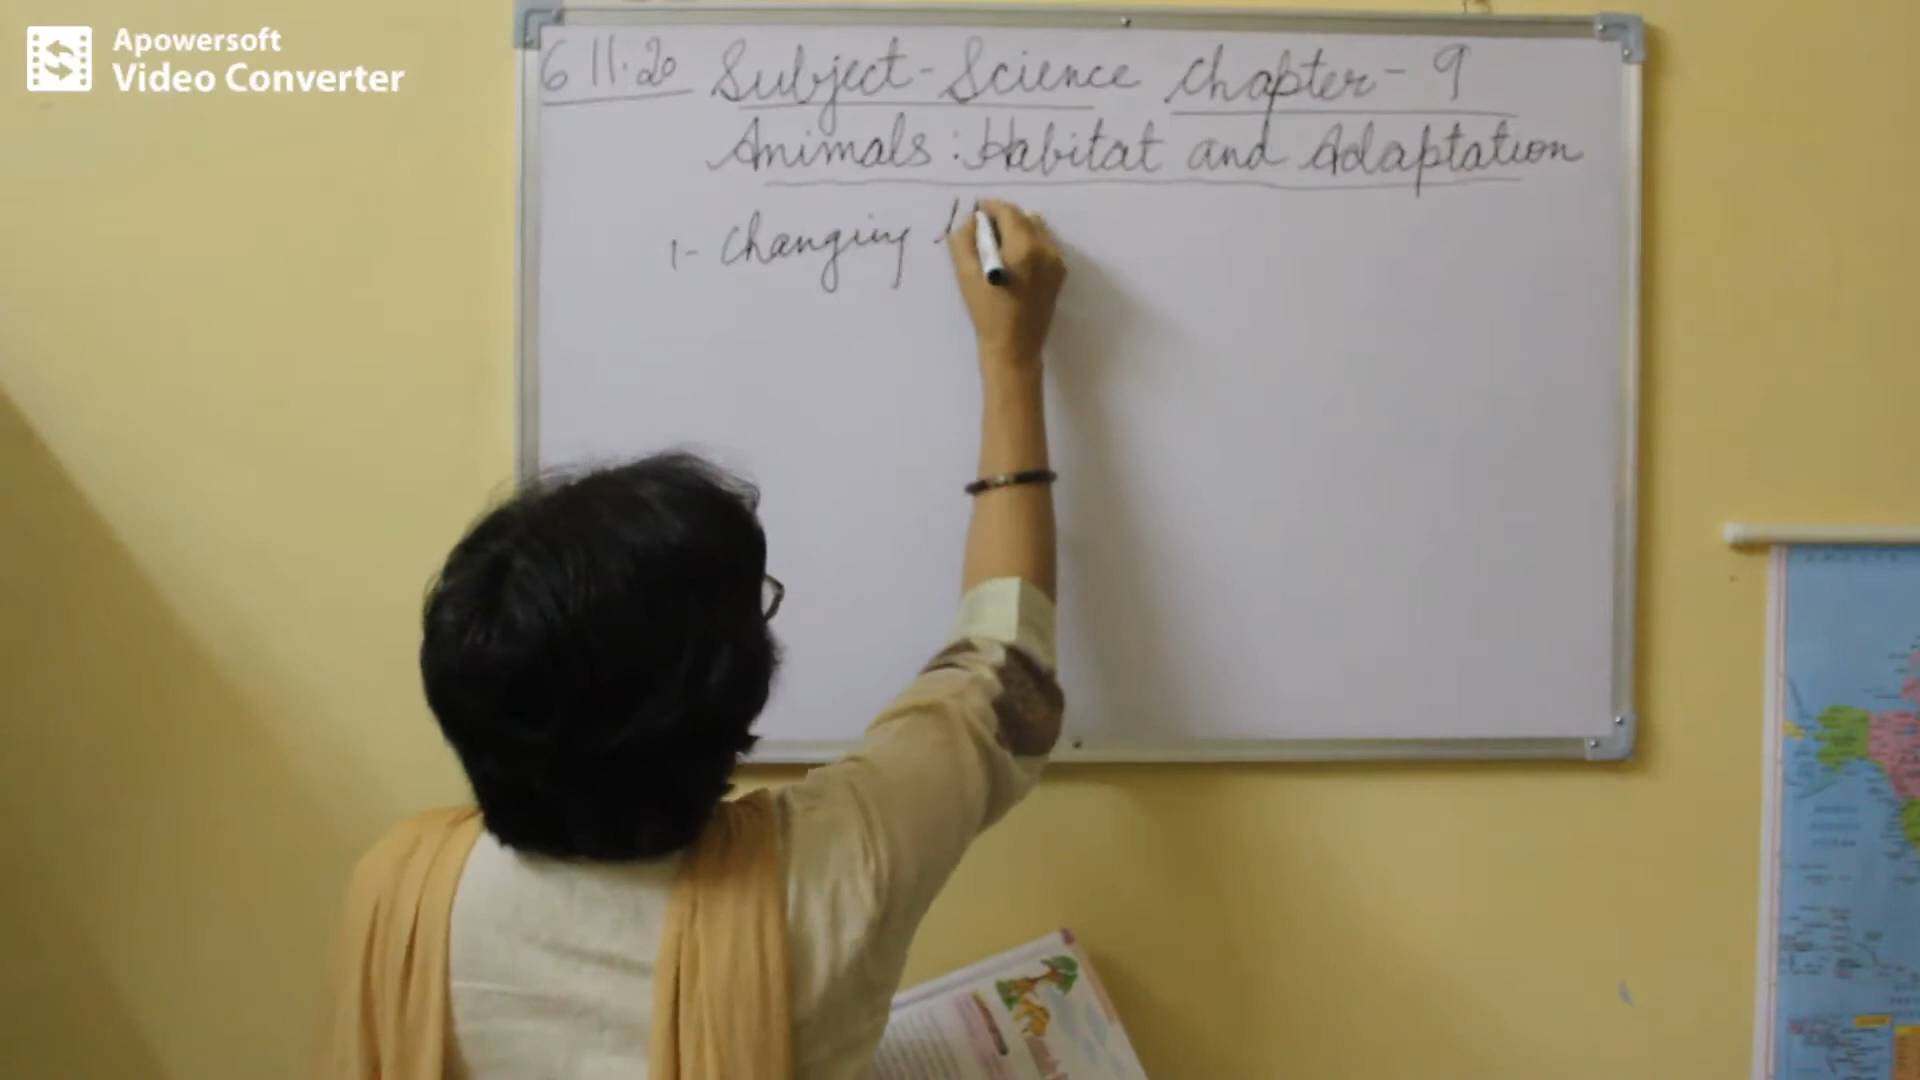 Apowersoft
Video Converter
6 11.20 Subject-Science Chapter-9
Animals: Habitat and Adaptation
1- Changing